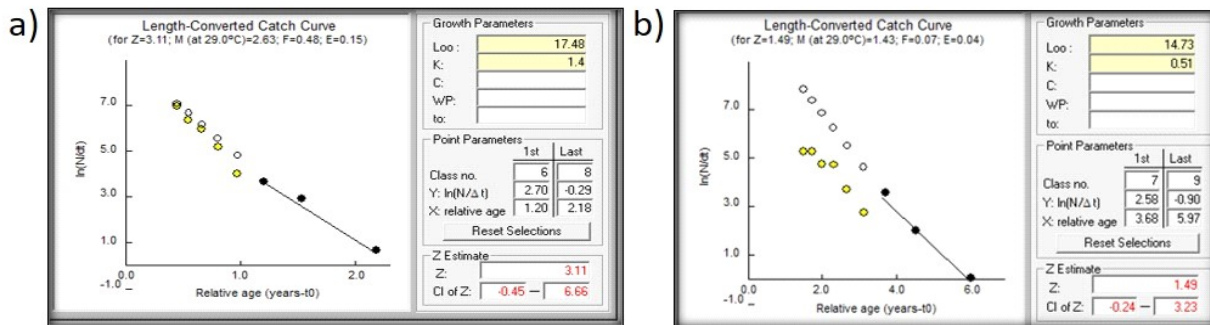 a)
Length-Converted Catch Curve
(for Z=3.11; M (at 29.0ºC)=2.63; F=0.48; E=0.15)
7.0
5.0
3.0
1.0
-1.0
ln(N/dt)
0.0 1.0 2.0
Relative age (years-t0)
Growth Parameters
Loo : 17.48
K: 1.4
C:
WP:
to:
Point Parameters
1st Last
Class no. 6 8
Y: ln(N/Δ t) 2.70 -0.29
X: relative age 1.20 2.18
Reset Selections
Z Estimate
Z: 3.11
CI of Z: -0.45 — 6.66
b)
Length-Converted Catch Curve
(for Z=1.49; M (at 29.0ºC)=1.43; F=0.07; E=0.04)
7.0
5.0
3.0
1.0
-1.0
ln(N/dt)
0.0 2.0 4.0 6.0
Relative age (years-t0)
Growth Parameters
Loo : 14.73
K: 0.51
C:
WP:
to:
Point Parameters
1st Last
Class no. 7 9
Y: ln(N/Δ t) 2.58 -0.90
X: relative age 3.68 5.97
Reset Selections
Z Estimate
Z: 1.49
CI of Z: -0.24 — 3.23